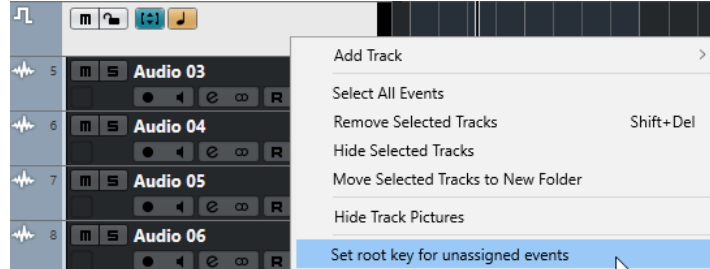 m
Add Track
5 m S Audio 03
e R
Select All Events
6 m S Audio 04
Remove Selected Tracks Shift+Del
e R
Hide Selected Tracks
7 m S Audio 05
Move Selected Tracks to New Folder
e R
Hide Track Pictures
8 m S Audio 06
Set root key for unassigned events
e R